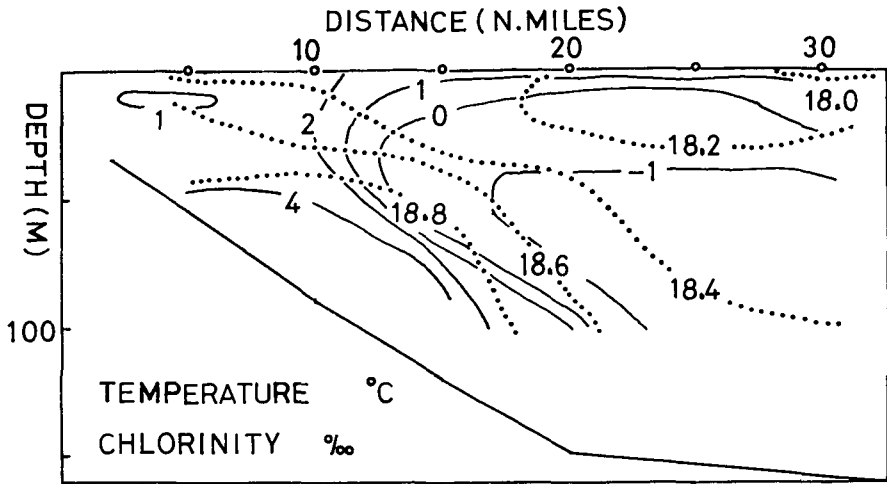 DISTANCE (N.MILES)
10 20 30
DEPTH (M)
100
1
2
1
0
4
-1
18.0
18.2
18.8
18.6
18.4
TEMPERATURE °C
CHLORINITY ‰